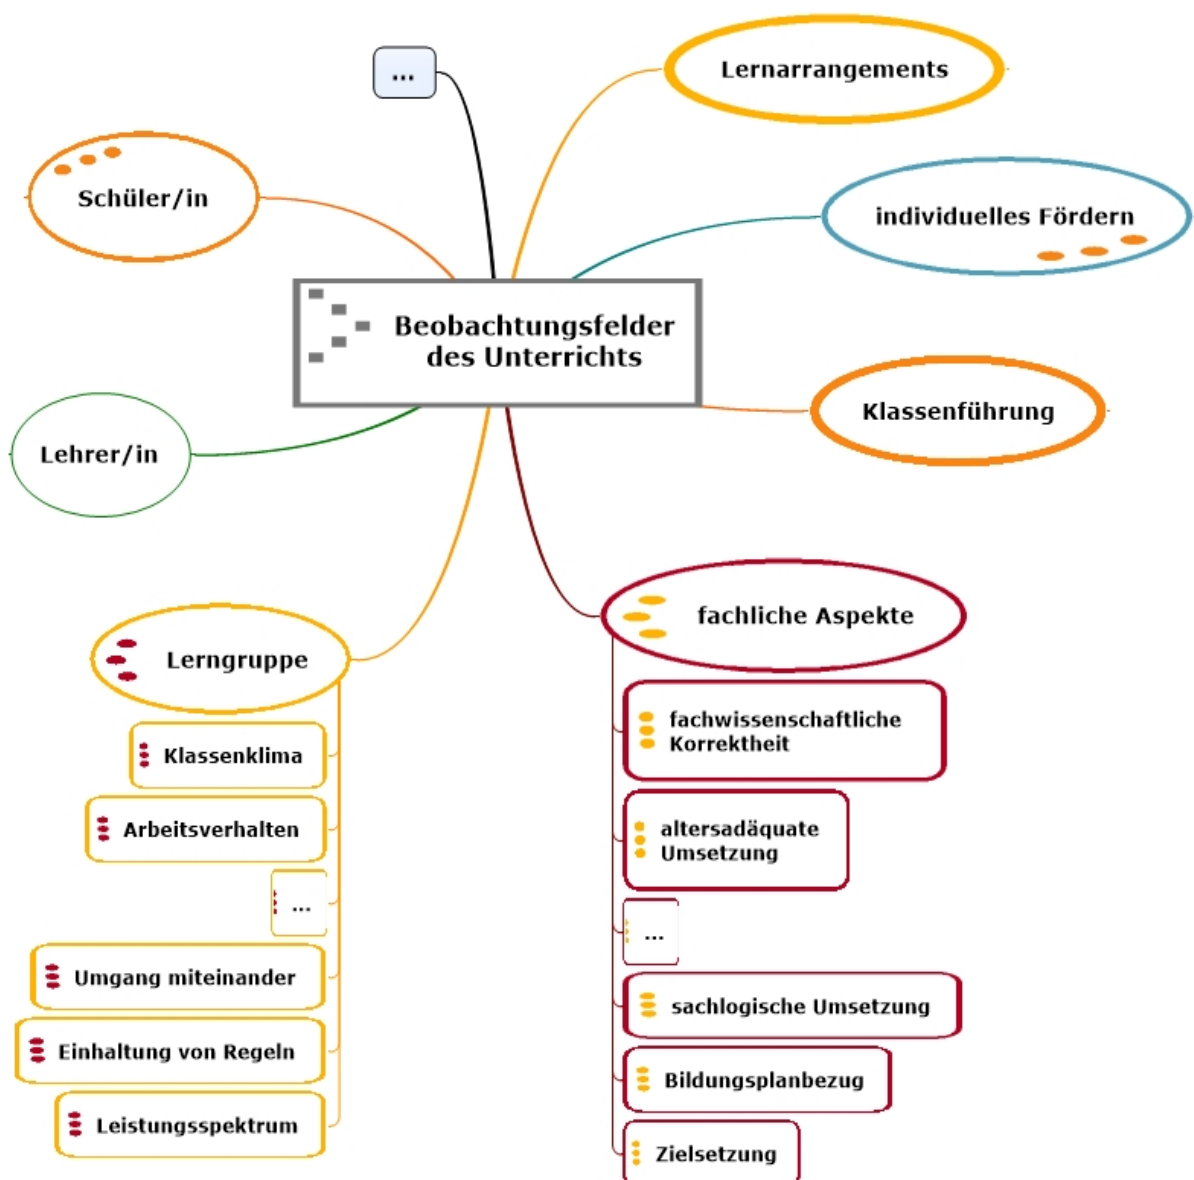 ...
Lernarrangements
Schüler/in
individuelles Fördern
Beobachtungsfelder
des Unterrichts
Klassenführung
Lehrer/in
Lerngruppe
Klassenklima
Arbeitsverhalten
...
Umgang miteinander
Einhaltung von Regeln
Leistungsspektrum
fachliche Aspekte
fachwissenschaftliche
Korrektheit
altersadäquate
Umsetzung
...
sachlogische Umsetzung
Bildungsplanbezug
Zielsetzung